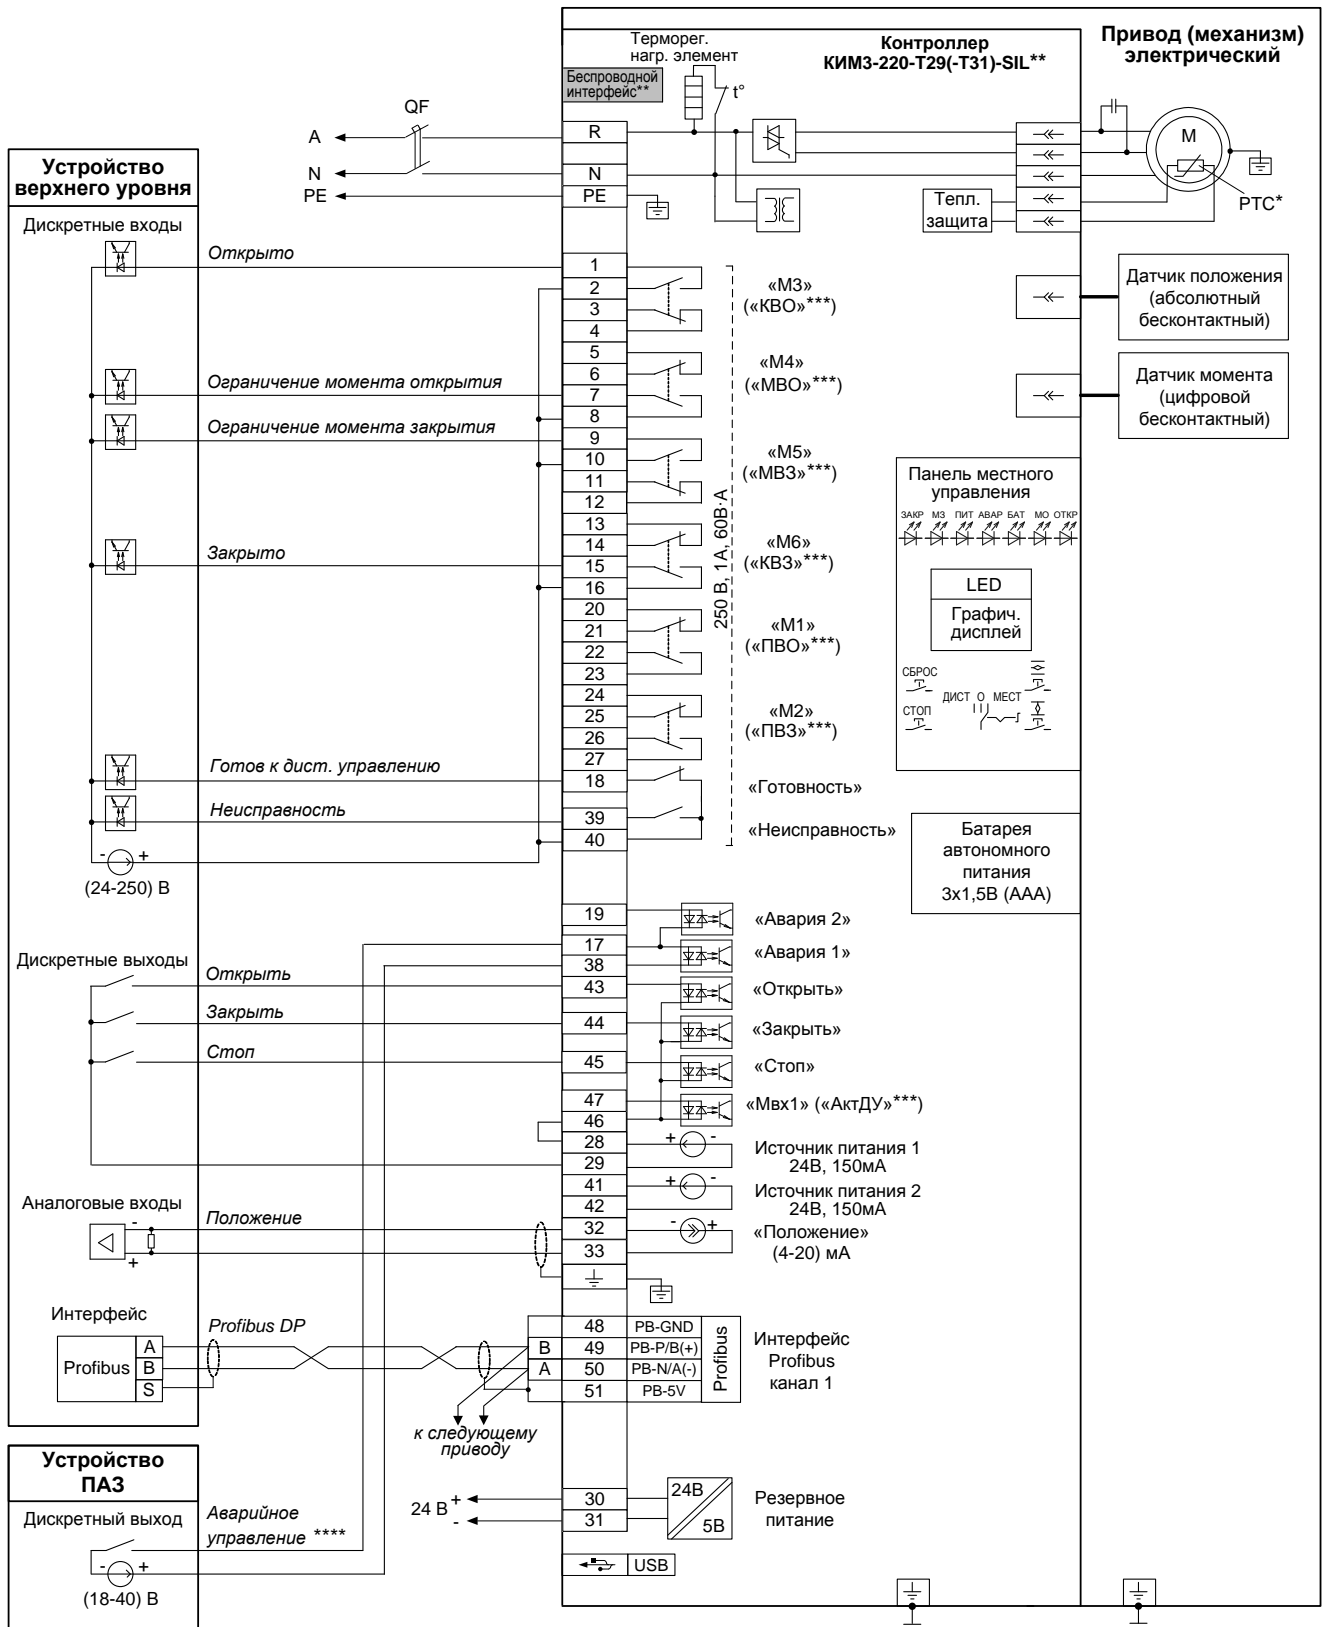 Привод (механизм)
электрический
Контроллер
КИМ3-220-Т29(-Т31)-SIL**
Терморег.
нагр. элемент
t°
Беспроводной
интерфейс**
QF
A
N
PE
R
N
PE
M
PTC*
Тепл.
защита
Устройство
верхнего уровня
Дискретные входы
Открыто
Ограничение момента открытия
Ограничение момента закрытия
Закрыто
Готов к дист. управлению
Неисправность
- +
(24-250) В
1
2
3
4
5
6
7
8
9
10
11
12
13
14
15
16
20
21
22
23
24
25
26
27
18
39
40
«М3»
(«КВО»***)
«М4»
(«МВО»***)
«М5»
(«МВЗ»***)
«М6»
(«КВЗ»***)
«М1»
(«ПВО»***)
«М2»
(«ПВЗ»***)
«Готовность»
«Неисправность»
250 В, 1А, 60В·А
Датчик положения
(абсолютный
бесконтактный)
Датчик момента
(цифровой
бесконтактный)
Панель местного
управления
ЗАКР МЗ ПИТ АВАР БАТ МО ОТКР
LED
Графич.
дисплей
СБРОС
СТОП
ДИСТ О МЕСТ
Батарея
автономного
питания
3х1,5В (ААА)
Дискретные выходы
Открыть
Закрыть
Стоп
19
17
38
43
44
45
47
46
28
29
41
42
32
33
«Авария 2»
«Авария 1»
«Открыть»
«Закрыть»
«Стоп»
«Мвх1» («АктДУ»***)
+ -
Источник питания 1
24В, 150мА
+ -
Источник питания 2
24В, 150мА
- +
«Положение»
(4-20) мА
Аналоговые входы
-
+
Положение
Интерфейс
Profibus
A
B
S
Profibus DP
B
A
48 PB-GND
49 PB-P/B(+)
50 PB-N/A(-)
51 PB-5V
Profibus
Интерфейс
Profibus
канал 1
к следующему
приводу
Устройство
ПАЗ
Дискретный выход
- +
(18-40) В
Аварийное
управление ****
24 В
+
-
30
31
24В
5В
Резервное
питание
USB